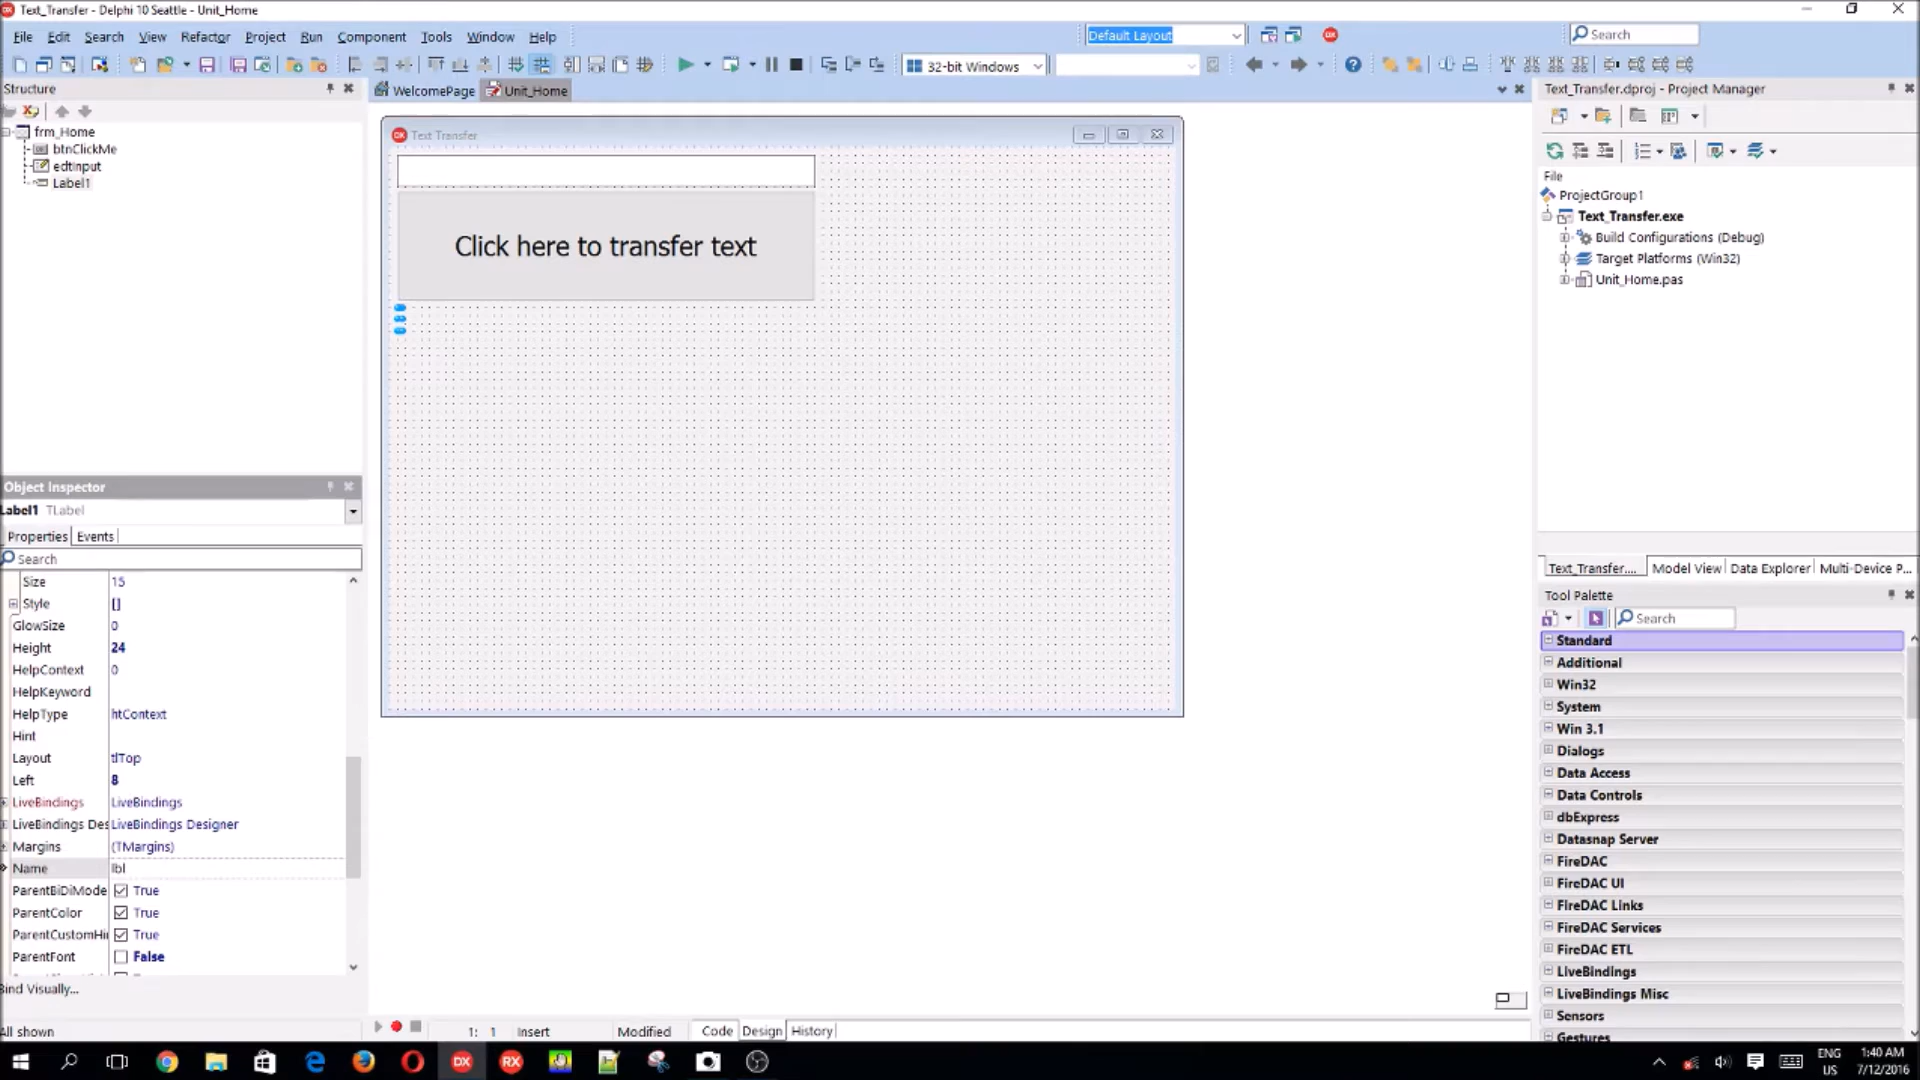 Text_Transfer - Delphi 10 Seattle - Unit_Home
File Edit Search View Refactor Project Run Component Tools Window Help
Default Layout
Search
32-bit Windows
Structure
WelcomePage
Unit_Home
Text_Transfer.dproj - Project Manager
frm_Home
btnClickMe
edtInput
Label1
Text Transfer
Click here to transfer text
File
ProjectGroup1
Text_Transfer.exe
Build Configurations (Debug)
Target Platforms (Win32)
Unit_Home.pas
Object Inspector
Label1 TLabel
Properties Events
Search
Size 15
Style []
GlowSize 0
Height 24
HelpContext 0
HelpKeyword
HelpType htContext
Hint
Layout tlTop
Left 8
LiveBindings LiveBindings
LiveBindings Des LiveBindings Designer
Margins (TMargins)
Name lbl
ParentBiDiMode True
ParentColor True
ParentCustomHi True
ParentFont False
Bind Visually...
All shown
Text_Transfer.... Model View Data Explorer Multi-Device P...
Tool Palette
Search
Standard
Additional
Win32
System
Win 3.1
Dialogs
Data Access
Data Controls
dbExpress
Datasnap Server
FireDAC
FireDAC UI
FireDAC Links
FireDAC Services
FireDAC ETL
LiveBindings
LiveBindings Misc
Sensors
Gestures
1: 1 Insert Modified Code Design History
DX
RX
ENG
US
1:40 AM
7/12/2016